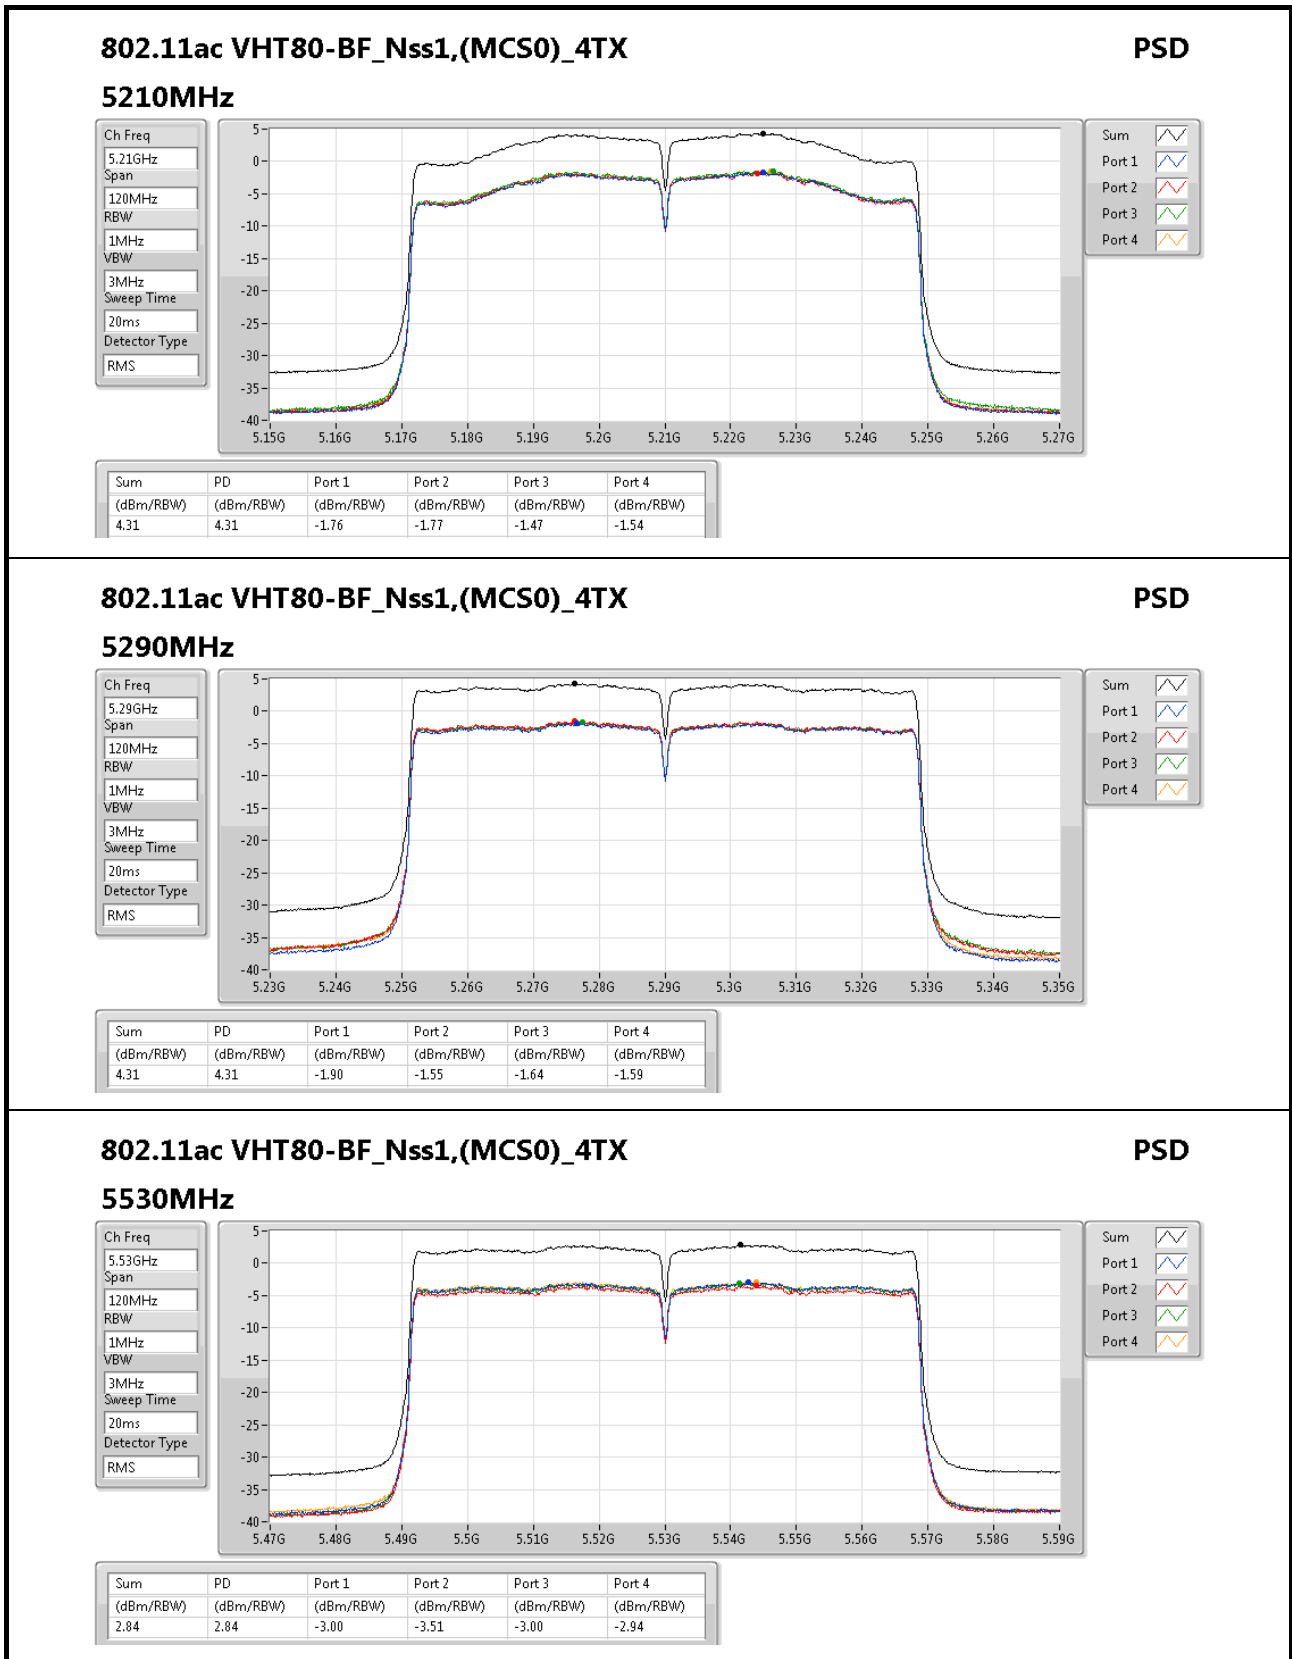 802.11ac VHT80-BF_Nss1,(MCS0)_4TX PSD
5210MHz
Ch Freq
5.21GHz
Span
120MHz
RBW
1MHz
VBW
3MHz
Sweep Time
20ms
Detector Type
RMS
5
0
-5
-10
-15
-20
-25
-30
-35
-40
5.15G 5.16G 5.17G 5.18G 5.19G 5.2G 5.21G 5.22G 5.23G 5.24G 5.25G 5.26G 5.27G
Sum
Port 1
Port 2
Port 3
Port 4
Sum PD Port 1 Port 2 Port 3 Port 4
(dBm/RBW) (dBm/RBW) (dBm/RBW) (dBm/RBW) (dBm/RBW) (dBm/RBW)
4.31 4.31 -1.76 -1.77 -1.47 -1.54
802.11ac VHT80-BF_Nss1,(MCS0)_4TX PSD
5290MHz
Ch Freq
5.29GHz
Span
120MHz
RBW
1MHz
VBW
3MHz
Sweep Time
20ms
Detector Type
RMS
5
0
-5
-10
-15
-20
-25
-30
-35
-40
5.23G 5.24G 5.25G 5.26G 5.27G 5.28G 5.29G 5.3G 5.31G 5.32G 5.33G 5.34G 5.35G
Sum
Port 1
Port 2
Port 3
Port 4
Sum PD Port 1 Port 2 Port 3 Port 4
(dBm/RBW) (dBm/RBW) (dBm/RBW) (dBm/RBW) (dBm/RBW) (dBm/RBW)
4.31 4.31 -1.90 -1.55 -1.64 -1.59
802.11ac VHT80-BF_Nss1,(MCS0)_4TX PSD
5530MHz
Ch Freq
5.53GHz
Span
120MHz
RBW
1MHz
VBW
3MHz
Sweep Time
20ms
Detector Type
RMS
5
0
-5
-10
-15
-20
-25
-30
-35
-40
5.47G 5.48G 5.49G 5.5G 5.51G 5.52G 5.53G 5.54G 5.55G 5.56G 5.57G 5.58G 5.59G
Sum
Port 1
Port 2
Port 3
Port 4
Sum PD Port 1 Port 2 Port 3 Port 4
(dBm/RBW) (dBm/RBW) (dBm/RBW) (dBm/RBW) (dBm/RBW) (dBm/RBW)
2.84 2.84 -3.00 -3.51 -3.00 -2.94